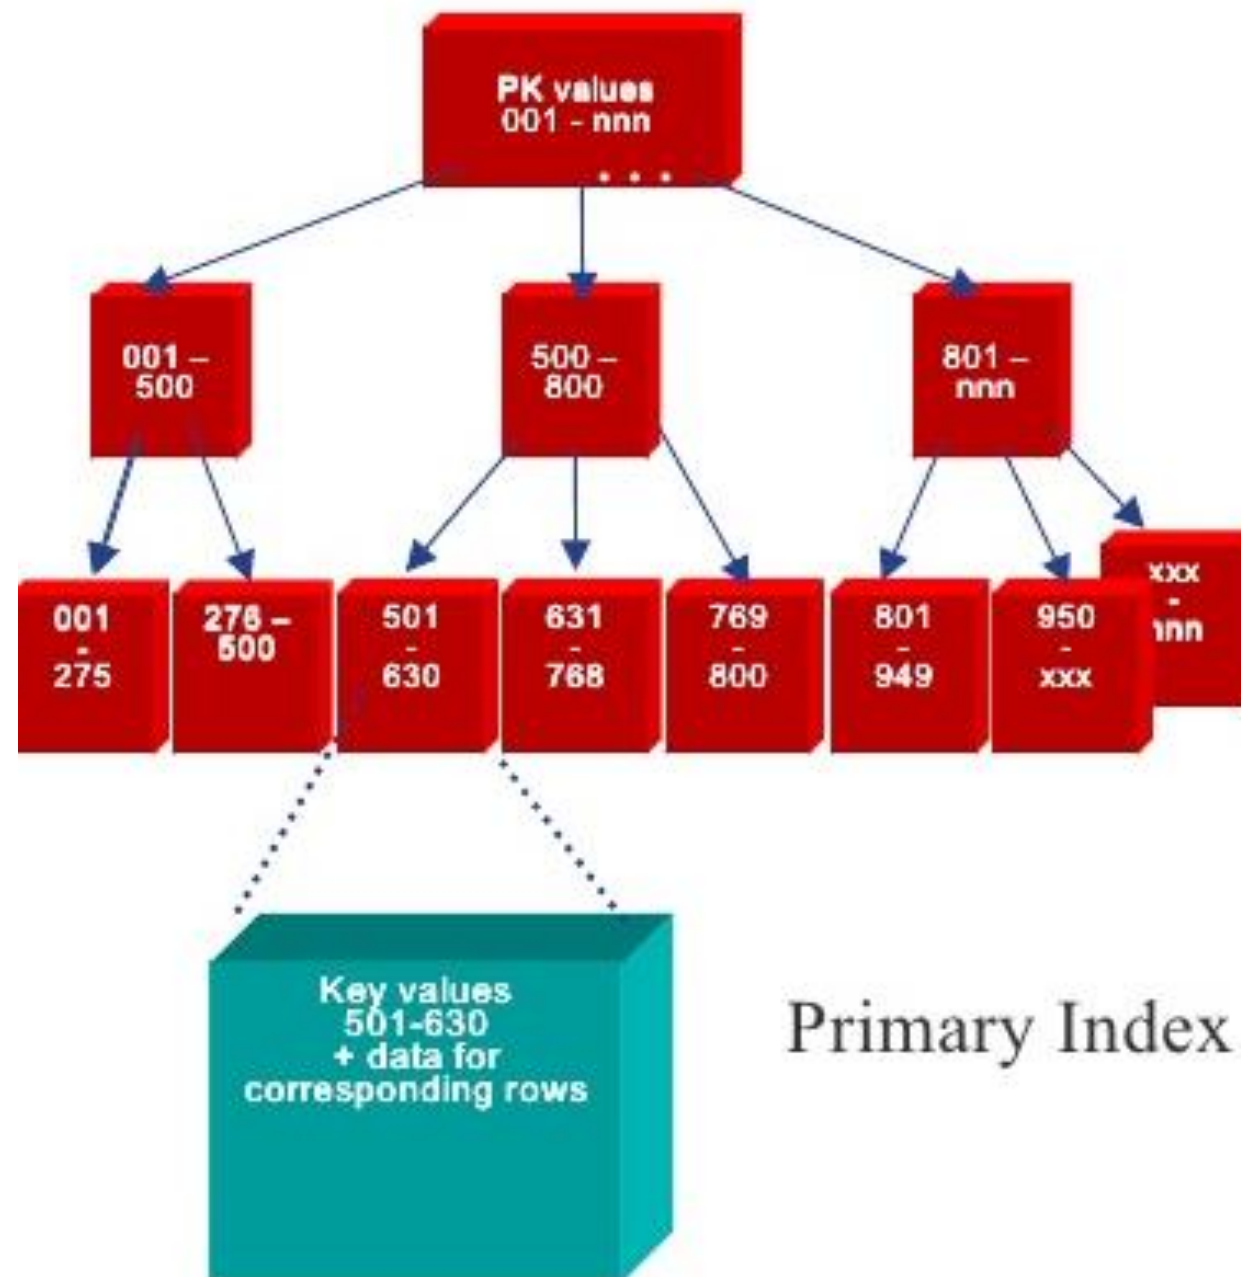 PK values
001 - nnn
. . .
001 –
500
500 –
800
801 –
nnn
001
-
275
276 –
500
501
-
630
631
-
768
769
-
800
801
-
949
950
-
xxx
xxx
-
nnn
Key values
501-630
+ data for
corresponding rows
Primary Index